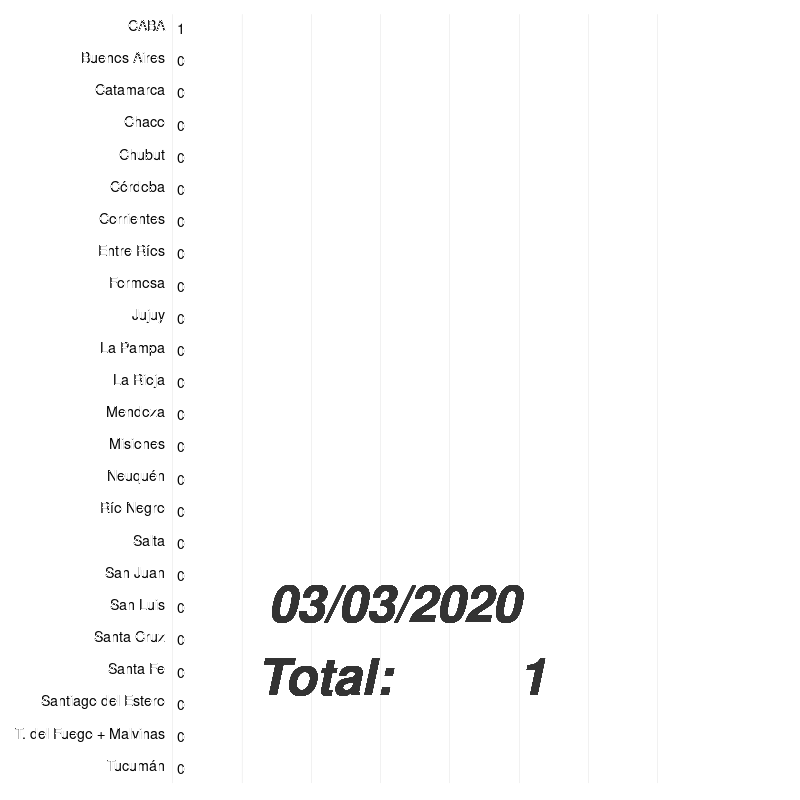 CABA 1
Buenos Aires 0
Catamarca 0
Chaco 0
Chubut 0
Córdoba 0
Corrientes 0
Entre Ríos 0
Formosa 0
Jujuy 0
La Pampa 0
La Rioja 0
Mendoza 0
Misiones 0
Neuquén 0
Río Negro 0
Salta 0
San Juan 0
San Luis 0
Santa Cruz 0
Santa Fe 0
Santiago del Estero 0
T. del Fuego + Malvinas 0
Tucumán 0
03/03/2020
Total: 1